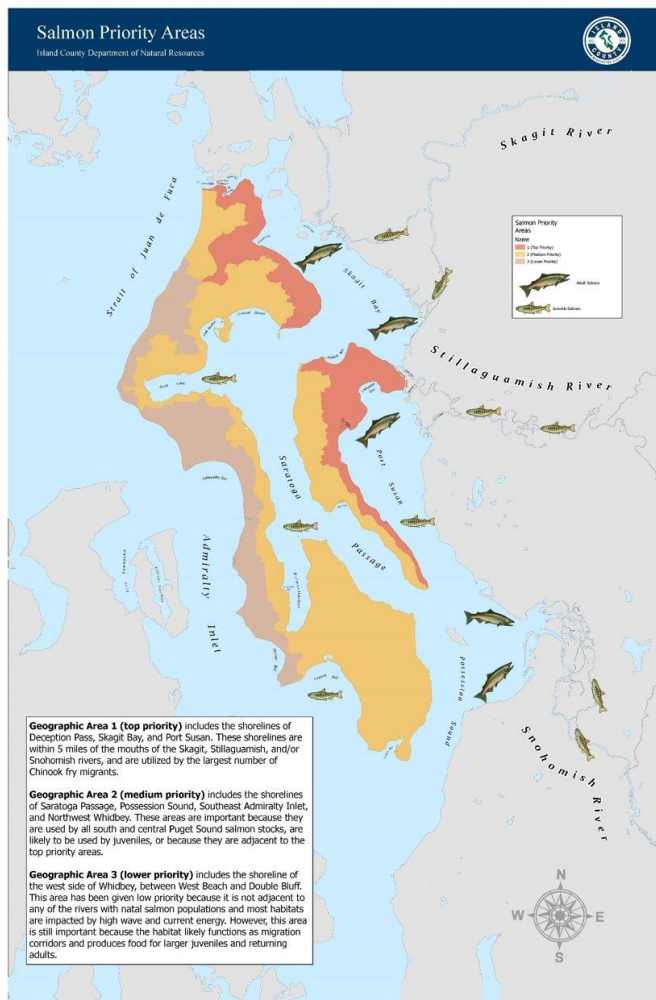 Salmon Priority Areas
Island County Department of Natural Resources
ISLAND
COUNTY
Skagit River
Strait of Juan de Fuca
Skagit
Bay
Salmon Priority
Areas
Name
1 (Top Priority)
2 (Medium Priority)
3 (Lower Priority)
Adult Salmon
Juvenile Salmon
Stillaguamish River
Penn Cove
Saratoga
Port
Susan
Admiralty Bay
Admiralty
Inlet
Passage
Possession
Sound
Snohomish
River
Geographic Area 1 (top priority) includes the shorelines of
Deception Pass, Skagit Bay, and Port Susan. These shorelines are
within 5 miles of the mouths of the Skagit, Stillaguamish, and/or
Snohomish rivers, and are utilized by the largest number of
Chinook fry migrants.
Geographic Area 2 (medium priority) includes the shorelines
of Saratoga Passage, Possession Sound, Southeast Admiralty Inlet,
and Northwest Whidbey. These areas are important because they
are used by all south and central Puget Sound salmon stocks, are
likely to be used by juveniles, or because they are adjacent to the
top priority areas.
Geographic Area 3 (lower priority) includes the shoreline of
the west side of Whidbey, between West Beach and Double Bluff.
This area has been given low priority because it is not adjacent to
any of the rivers with natal salmon populations and most habitats
are impacted by high wave and current energy. However, this area
is still important because the habitat likely functions as migration
corridors and produces food for larger juveniles and returning
adults.
N
W
E
S